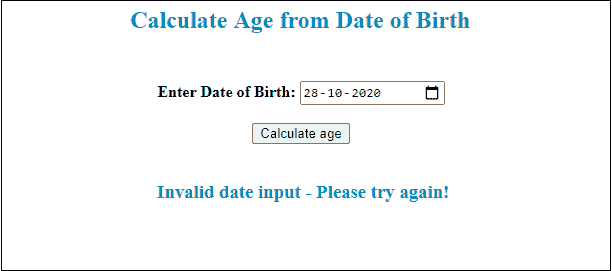 Calculate Age from Date of Birth
Enter Date of Birth: 28-10-2020
Calculate age
Invalid date input - Please try again!